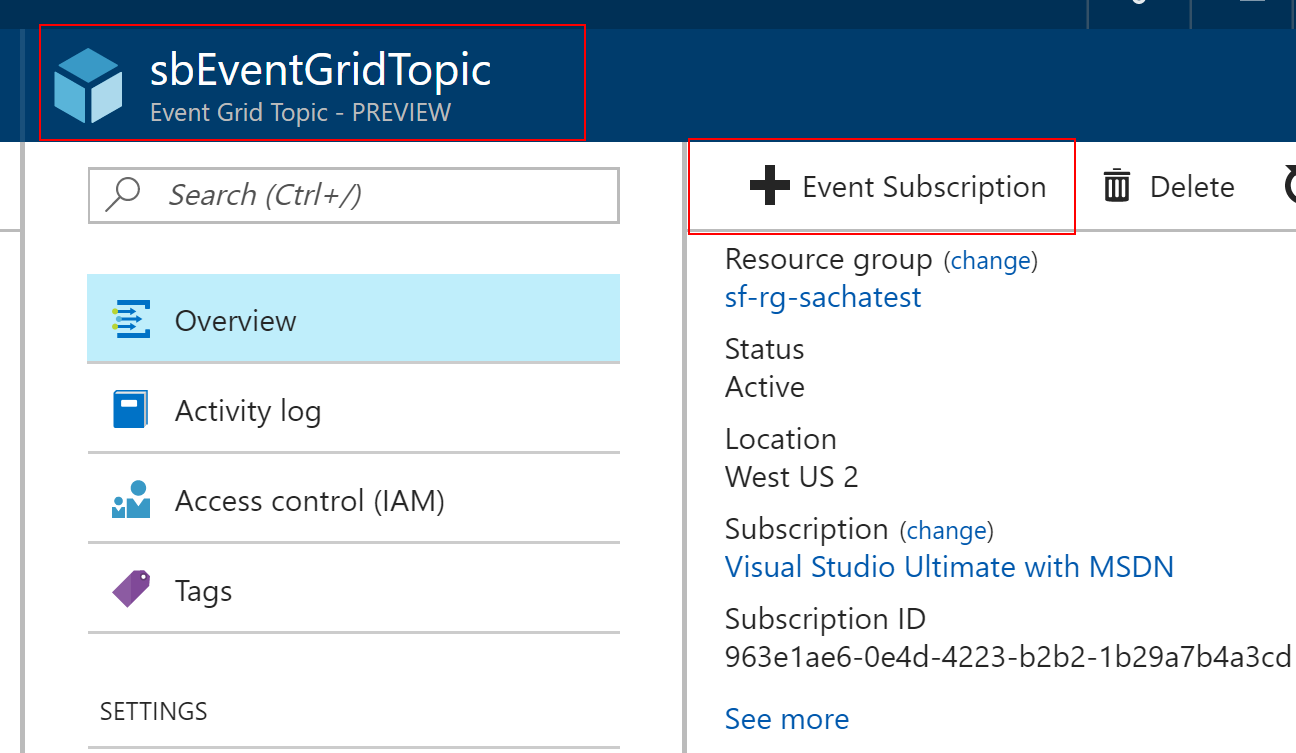 sbEventGridTopic
Event Grid Topic - PREVIEW
Search (Ctrl+/)
Overview
Activity log
Access control (IAM)
Tags
SETTINGS
Event Subscription
Delete
Resource group (change)
sf-rg-sachatest
Status
Active
Location
West US 2
Subscription (change)
Visual Studio Ultimate with MSDN
Subscription ID
963e1ae6-0e4d-4223-b2b2-1b29a7b4a3cd
See more